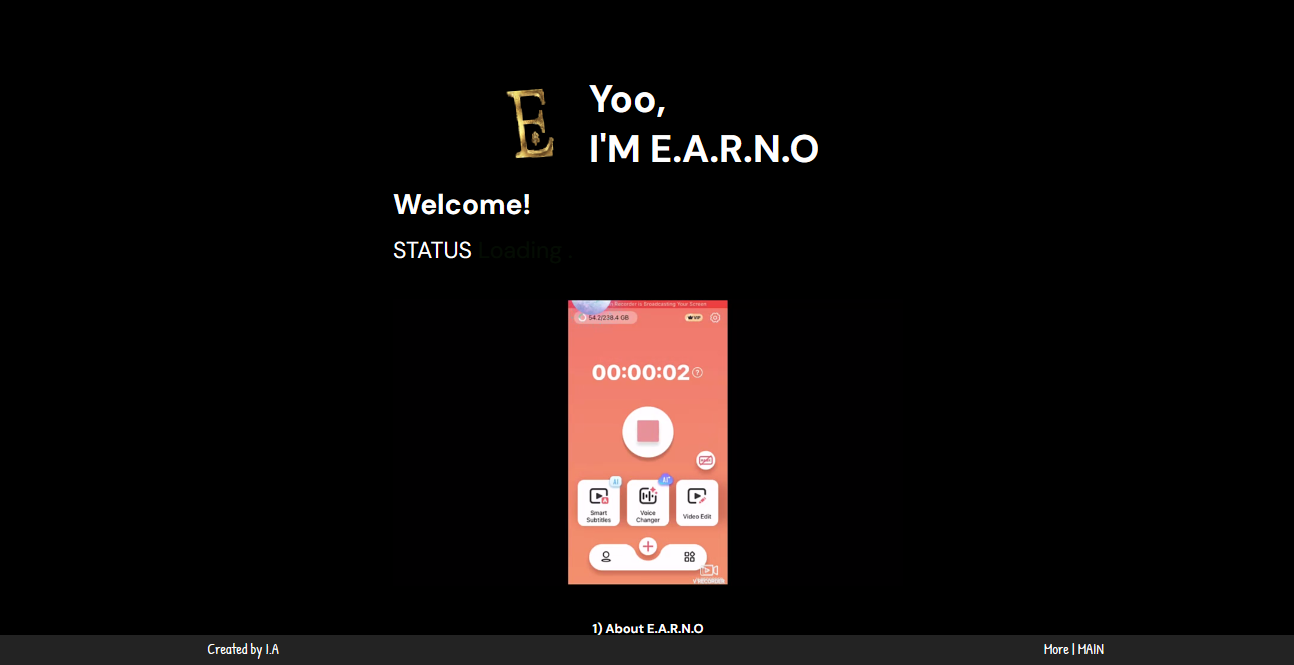 E
Yoo,
I'M E.A.R.N.O
Welcome!
STATUS Loading .
Recorder is Broadcasting Your Screen
54.2/238.4 GB
VIP
00:00:02 ?
AI
AI
Smart
Subtitles
Voice
Changer
Video Edit
V RECORDER
1) About E.A.R.N.O
Created by I.A
More | MAIN